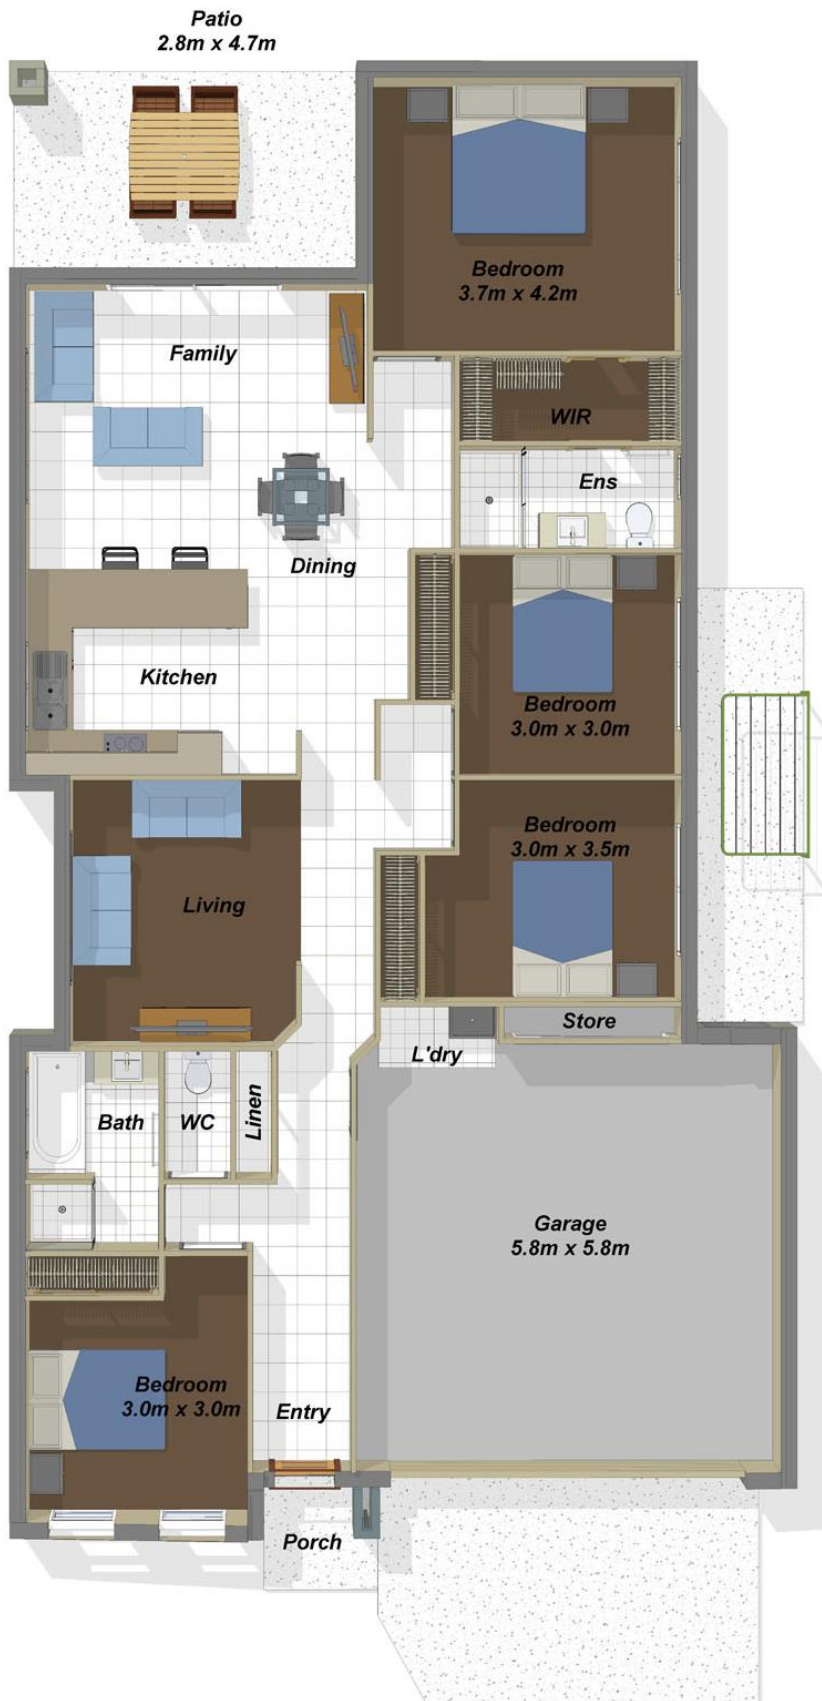 Patio
2.8m x 4.7m
Bedroom
3.7m x 4.2m
Family
WIR
Ens
Dining
Kitchen
Bedroom
3.0m x 3.0m
Bedroom
3.0m x 3.5m
Living
Store
L'dry
Bath
WC
Linen
Garage
5.8m x 5.8m
Bedroom
3.0m x 3.0m
Entry
Porch